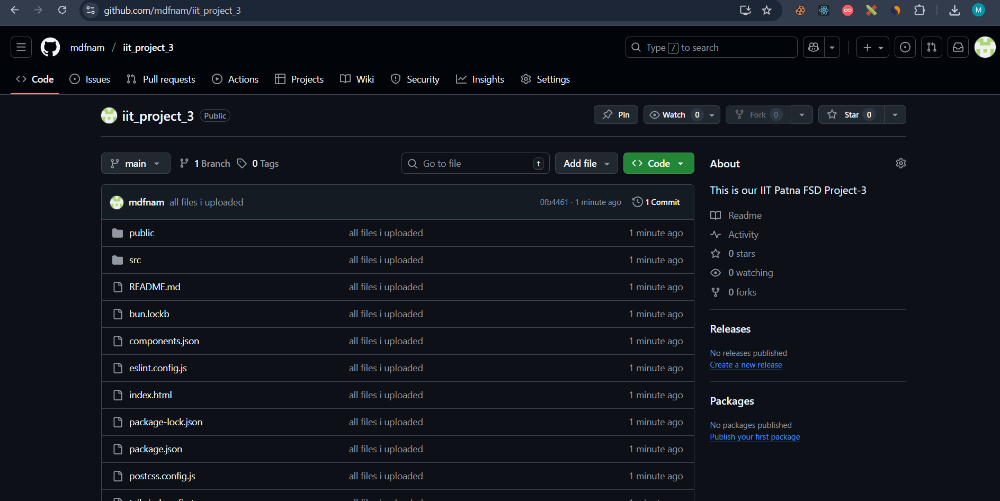 github.com/mdfnam/iit_project_3
M
mdfnam / iit_project_3
Type / to search
Code Issues Pull requests Actions Projects Wiki Security Insights Settings
iit_project_3 Public
Pin Watch 0 Fork 0 Star 0
main 1 Branch 0 Tags
Go to file t
Add file
Code
mdfnam all files i uploaded 0fb4461 · 1 minute ago 1 Commit
public all files i uploaded 1 minute ago
src all files i uploaded 1 minute ago
README.md all files i uploaded 1 minute ago
bun.lockb all files i uploaded 1 minute ago
components.json all files i uploaded 1 minute ago
eslint.config.js all files i uploaded 1 minute ago
index.html all files i uploaded 1 minute ago
package-lock.json all files i uploaded 1 minute ago
package.json all files i uploaded 1 minute ago
postcss.config.js all files i uploaded 1 minute ago
About
This is our IIT Patna FSD Project-3
Readme
Activity
0 stars
0 watching
0 forks
Releases
No releases published
Create a new release
Packages
No packages published
Publish your first package